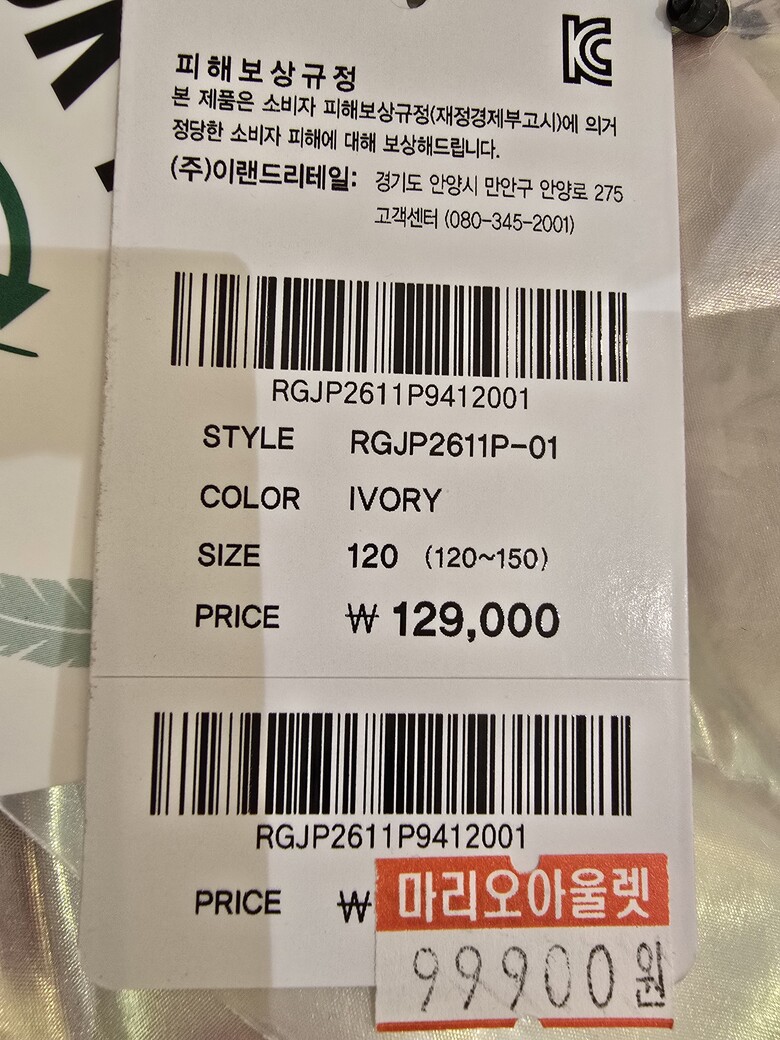 피해보상규정
본 제품은 소비자 피해보상규정(재정경제부고시)에 의거
정당한 소비자 피해에 대해 보상해드립니다.
(주)이랜드리테일: 경기도 안양시 만안구 안양로 275
고객센터 (080-345-2001)
RGJP2611P9412001
STYLE RGJP2611P-01
COLOR IVORY
SIZE 120 (120~150)
PRICE ₩ 129,000
RGJP2611P9412001
PRICE ₩
마리오아울렛
99900원